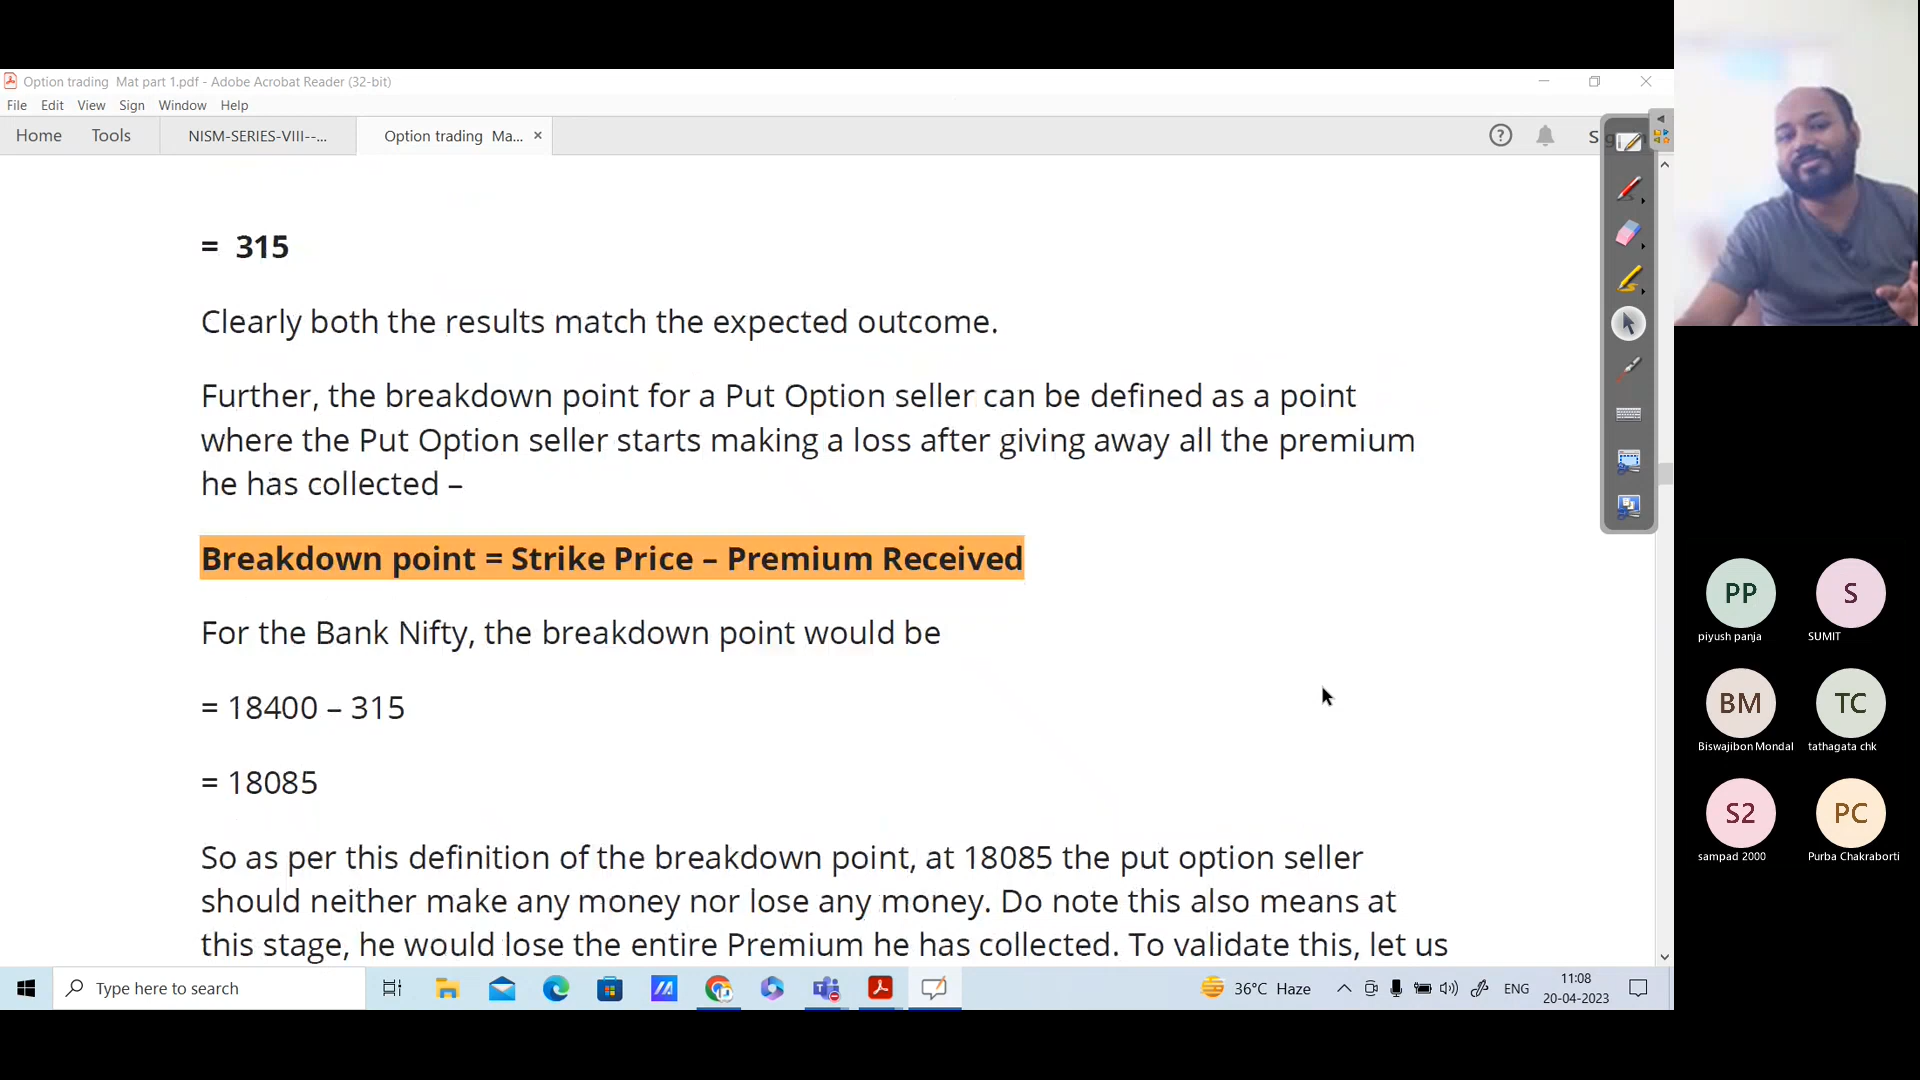 Option trading  Mat part 1.pdf - Adobe Acrobat Reader (32-bit)
File Edit View Sign Window Help
Home Tools NISM-SERIES-VIII--... Option trading  Ma... ×
= 315
Clearly both the results match the expected outcome.
Further, the breakdown point for a Put Option seller can be defined as a point
where the Put Option seller starts making a loss after giving away all the premium
he has collected –
Breakdown point = Strike Price – Premium Received
For the Bank Nifty, the breakdown point would be
= 18400 – 315
= 18085
So as per this definition of the breakdown point, at 18085 the put option seller
should neither make any money nor lose any money. Do note this also means at
this stage, he would lose the entire Premium he has collected. To validate this, let us
PP S
piyush panja SUMIT
BM TC
Biswajibon Mondal tathagata chk
S2 PC
sampad 2000 Purba Chakraborti
Type here to search
36°C Haze
ENG
11:08
20-04-2023